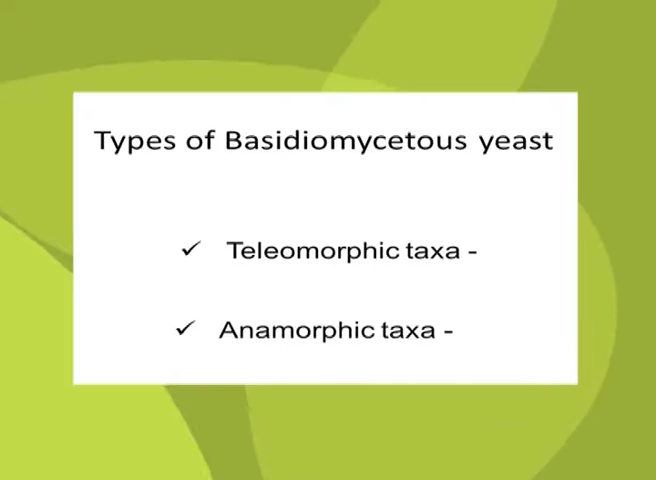 Types of Basidiomycetous yeast
✓ Teleomorphic taxa -
✓ Anamorphic taxa -